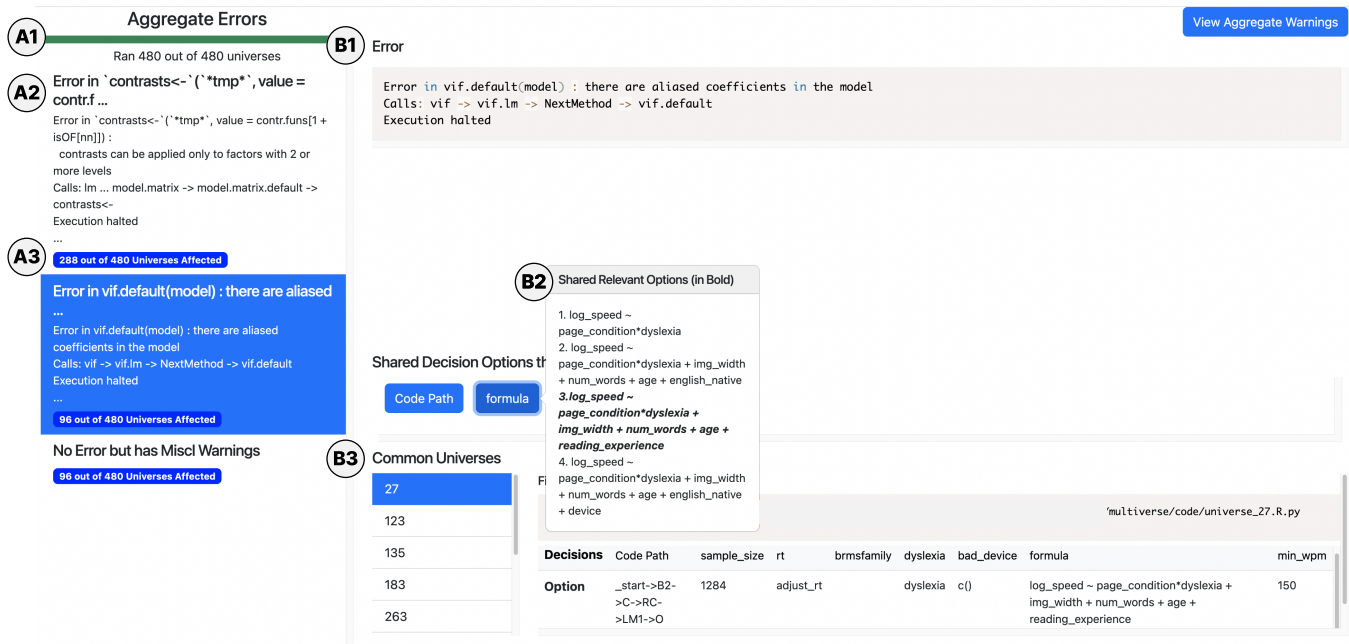 Aggregate Errors
View Aggregate Warnings
A1
B1
Error
Ran 480 out of 480 universes
A2
Error in `contrasts<-`(`*tmp*`, value =
contr.f ...
Error in `contrasts<-`(`*tmp*`, value = contr.funs[1 +
isOF[nn]]) :
contrasts can be applied only to factors with 2 or
more levels
Calls: lm ... model.matrix -> model.matrix.default ->
contrasts<-
Execution halted
...
288 out of 480 Universes Affected
A3
Error in vif.default(model) : there are aliased
...
Error in vif.default(model) : there are aliased
coefficients in the model
Calls: vif -> vif.lm -> NextMethod -> vif.default
Execution halted
...
96 out of 480 Universes Affected
No Error but has Miscl Warnings
96 out of 480 Universes Affected
Error in vif.default(model) : there are aliased coefficients in the model
Calls: vif -> vif.lm -> NextMethod -> vif.default
Execution halted
B2
Shared Relevant Options (in Bold)
1. log_speed ~
page_condition*dyslexia
2. log_speed ~
page_condition*dyslexia + img_width
+ num_words + age + english_native
3.log_speed ~
page_condition*dyslexia +
img_width + num_words + age +
reading_experience
4. log_speed ~
page_condition*dyslexia + img_width
+ num_words + age + english_native
+ device
Shared Decision Options th
Code Path
formula
B3
Common Universes
27
123
135
183
263
Fi
'multiverse/code/universe_27.R.py
Decisions Code Path sample_size rt brmsfamily dyslexia bad_device formula min_wpm
Option _start->B2- 1284 adjust_rt dyslexia c() log_speed ~ page_condition*dyslexia + 150
>C->RC- img_width + num_words + age +
>LM1->O reading_experience